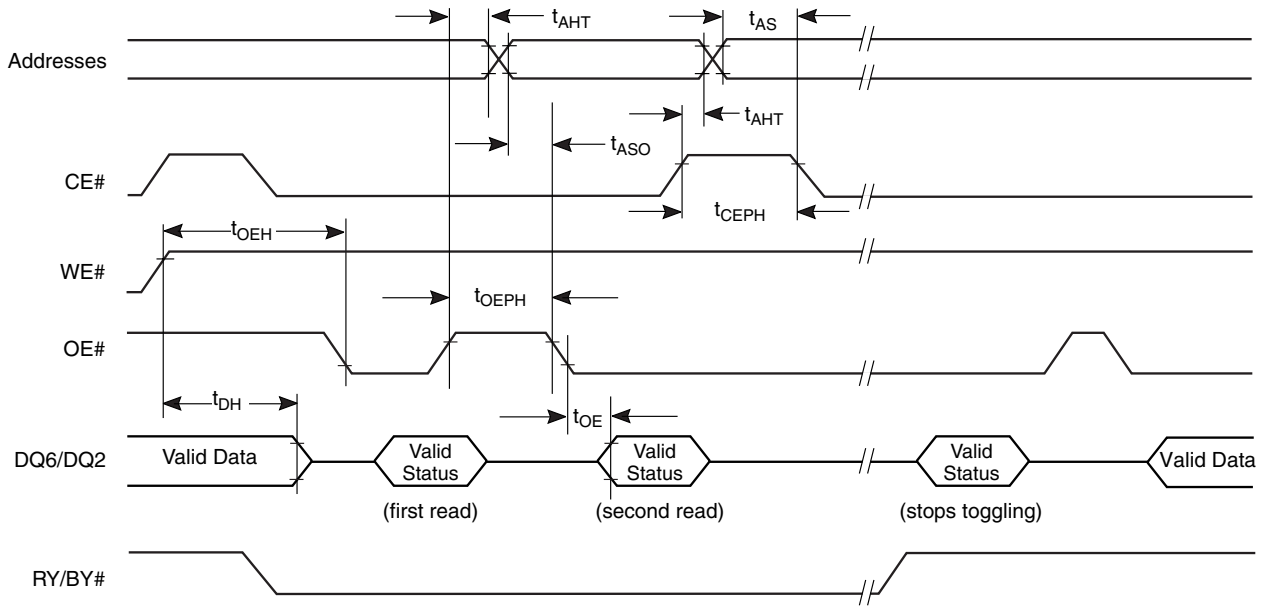 tAHT
tAS
Addresses
tAHT
tASO
CE#
tCEPH
tOEH
WE#
tOEPH
OE#
tDH
tOE
DQ6/DQ2
Valid Data
Valid
Status
Valid
Status
Valid
Status
Valid Data
(first read)
(second read)
(stops toggling)
RY/BY#